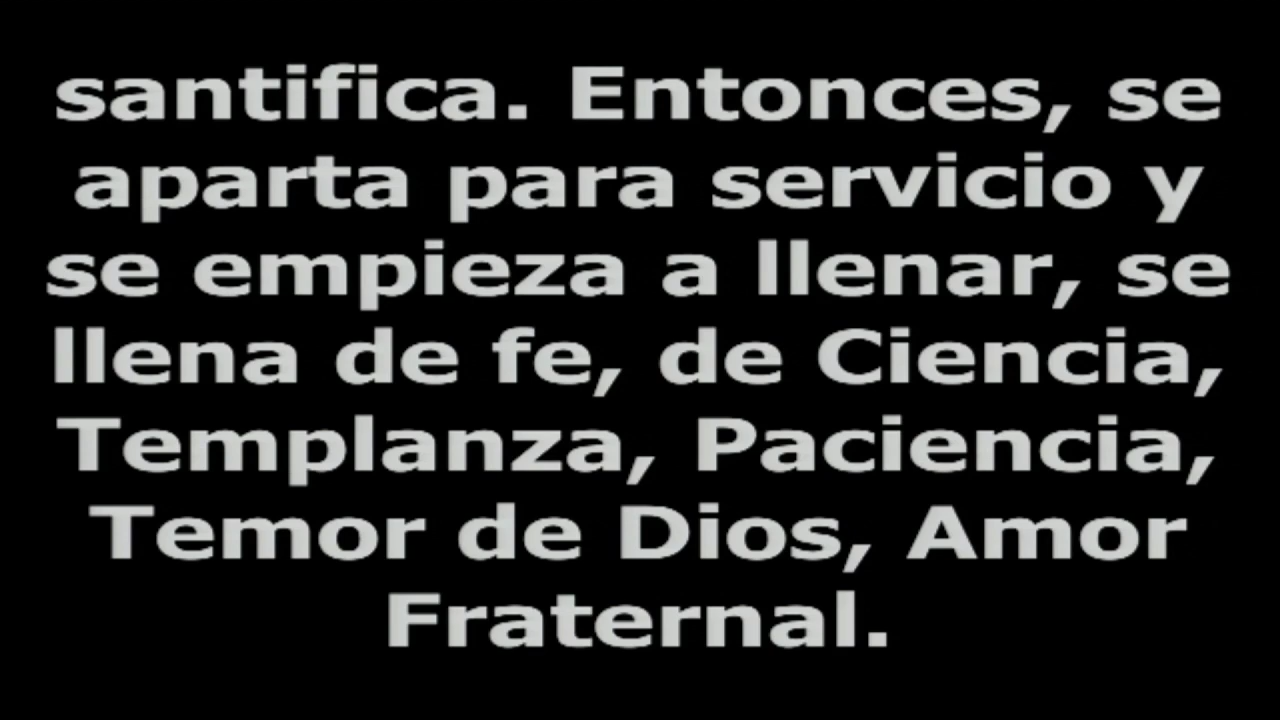 santifica. Entonces, se
aparta para servicio y
se empieza a llenar, se
llena de fe, de Ciencia,
Templanza, Paciencia,
Temor de Dios, Amor
Fraternal.